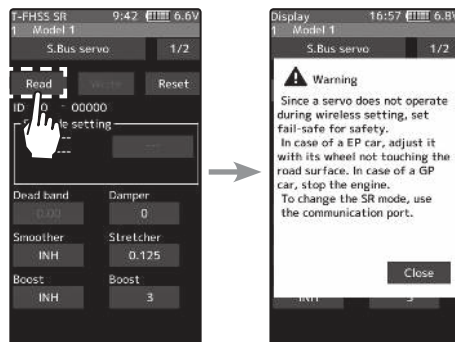 T-FHSS SR 9:42 6.6V
1 Model 1
S.Bus servo 1/2
Read Write Reset
ID 0 - 00000
de setting
---
---
Dead band Damper
0.00 0
Smoother Stretcher
INH 0.125
Boost Boost
INH 3
Display 16:57 6.8V
1 Model 1
S.Bus servo 1/2
Warning
Since a servo does not operate
during wireless setting, set
fail-safe for safety.
In case of a EP car, adjust it
with its wheel not touching the
road surface. In case of a GP
car, stop the engine.
To change the SR mode, use
the communication port.
Close
INH 3